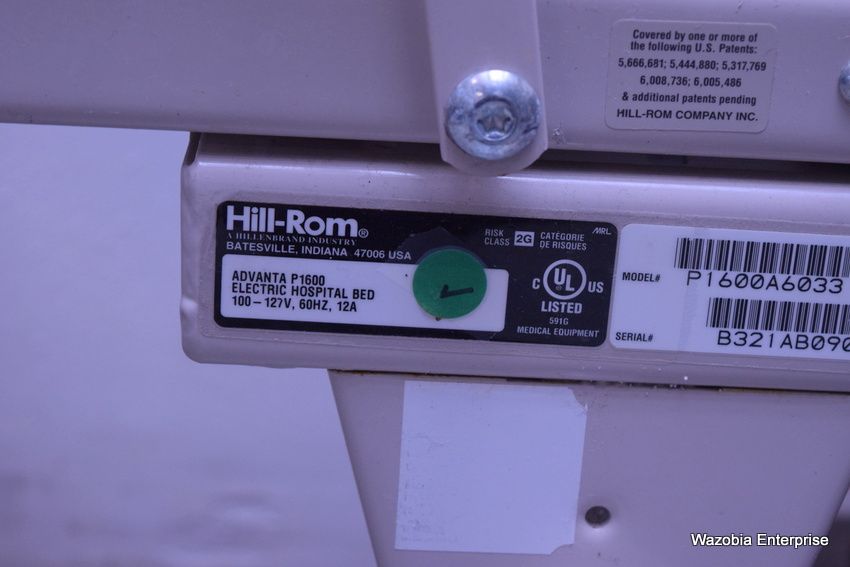 Covered by one or more of
the following U.S. Patents:
5,666,681; 5,444,880; 5,317,769
6,008,736; 6,005,486
& additional patents pending
HILL-ROM COMPANY INC.
Hill-Rom®
A HILLENBRAND INDUSTRY
BATESVILLE, INDIANA 47006 USA
ADVANTA P1600
ELECTRIC HOSPITAL BED
100-127V, 60HZ, 12A
RISK CLASS 2G CATÉGORIE DE RISQUES
MRL
C UL US
LISTED
591G
MEDICAL EQUIPMENT
MODEL# P1600A6033
SERIAL# B321AB090
Wazobia Enterprise